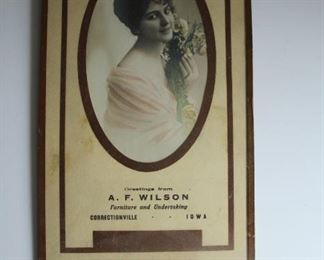 Greetings from
A. F. WILSON
Furniture and Undertaking
CORRECTIONVILLE - - IOWA